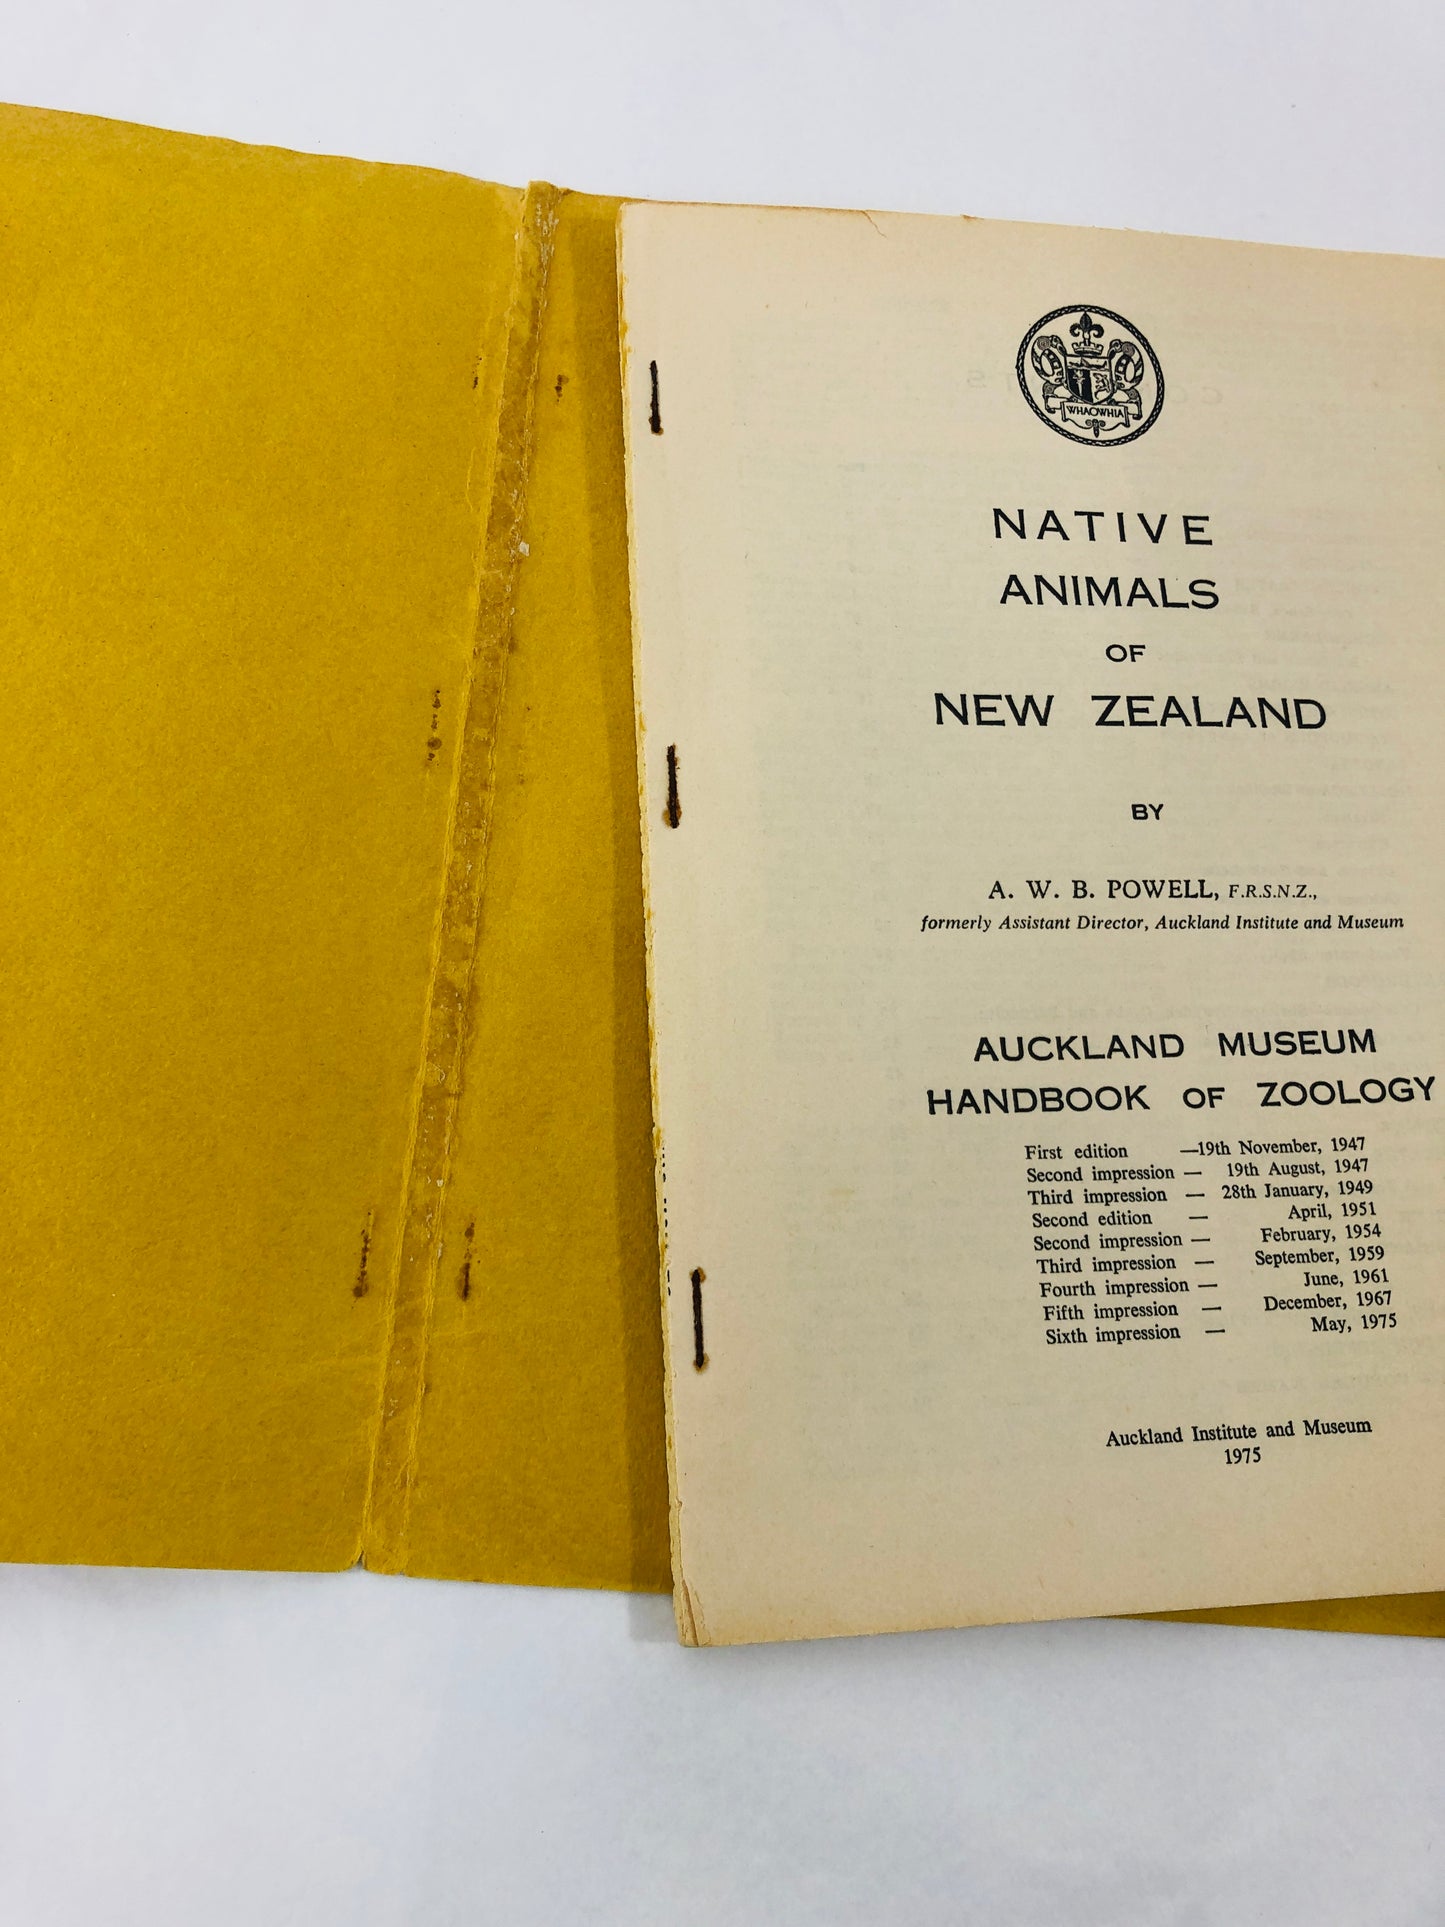 WHAOWHIA
NATIVE
ANIMALS
OF
NEW ZEALAND
BY
A. W. B. POWELL, F.R.S.N.Z.,
formerly Assistant Director, Auckland Institute and Museum
AUCKLAND MUSEUM
HANDBOOK OF ZOOLOGY
First edition —19th November, 1947
Second impression — 19th August, 1947
Third impression — 28th January, 1949
Second edition — April, 1951
Second impression — February, 1954
Third impression — September, 1959
Fourth impression — June, 1961
Fifth impression — December, 1967
Sixth impression — May, 1975
Auckland Institute and Museum
1975